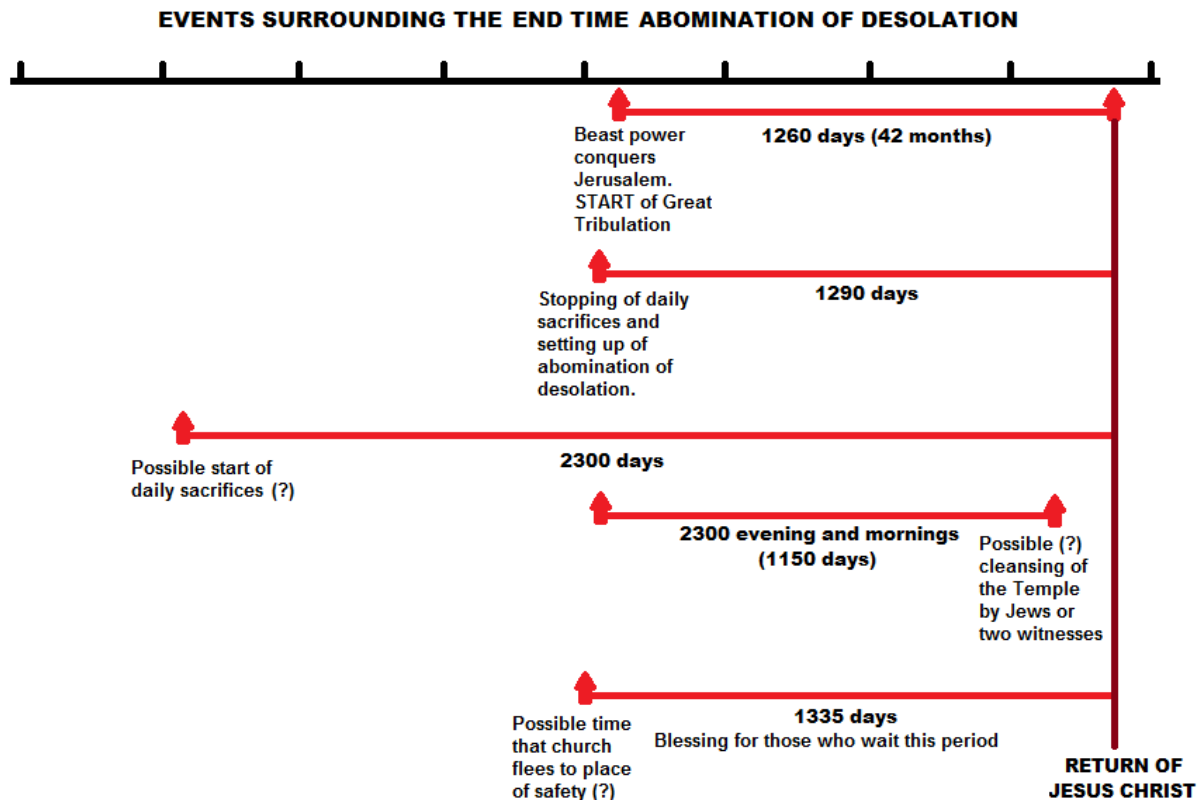 EVENTS SURROUNDING THE END TIME ABOMINATION OF DESOLATION
Beast power
conquers
Jerusalem.
START of Great
Tribulation
1260 days (42 months)
Stopping of daily
sacrifices and
setting up of
abomination of
desolation.
1290 days
Possible start of
daily sacrifices (?)
2300 days
2300 evening and mornings
(1150 days)
Possible (?)
cleansing of
the Temple
by Jews or
two witnesses
Possible time
that church
flees to place
of safety (?)
1335 days
Blessing for those who wait this period
RETURN OF
JESUS CHRIST